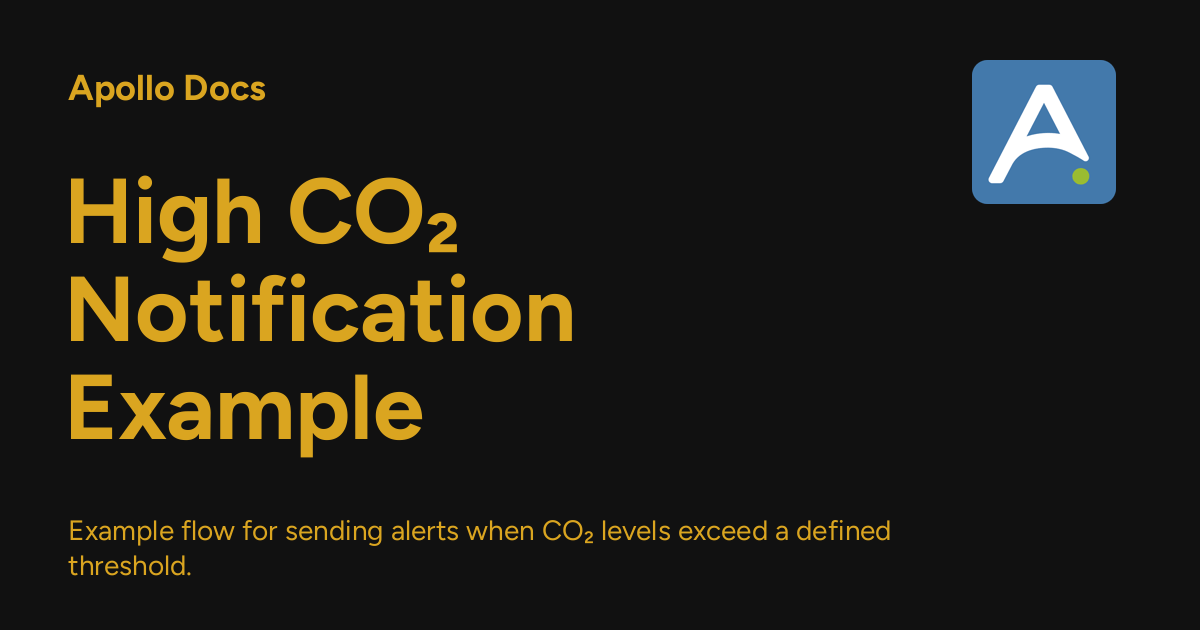 Apollo Docs
High CO₂
Notification
Example
Example flow for sending alerts when CO₂ levels exceed a defined
threshold.